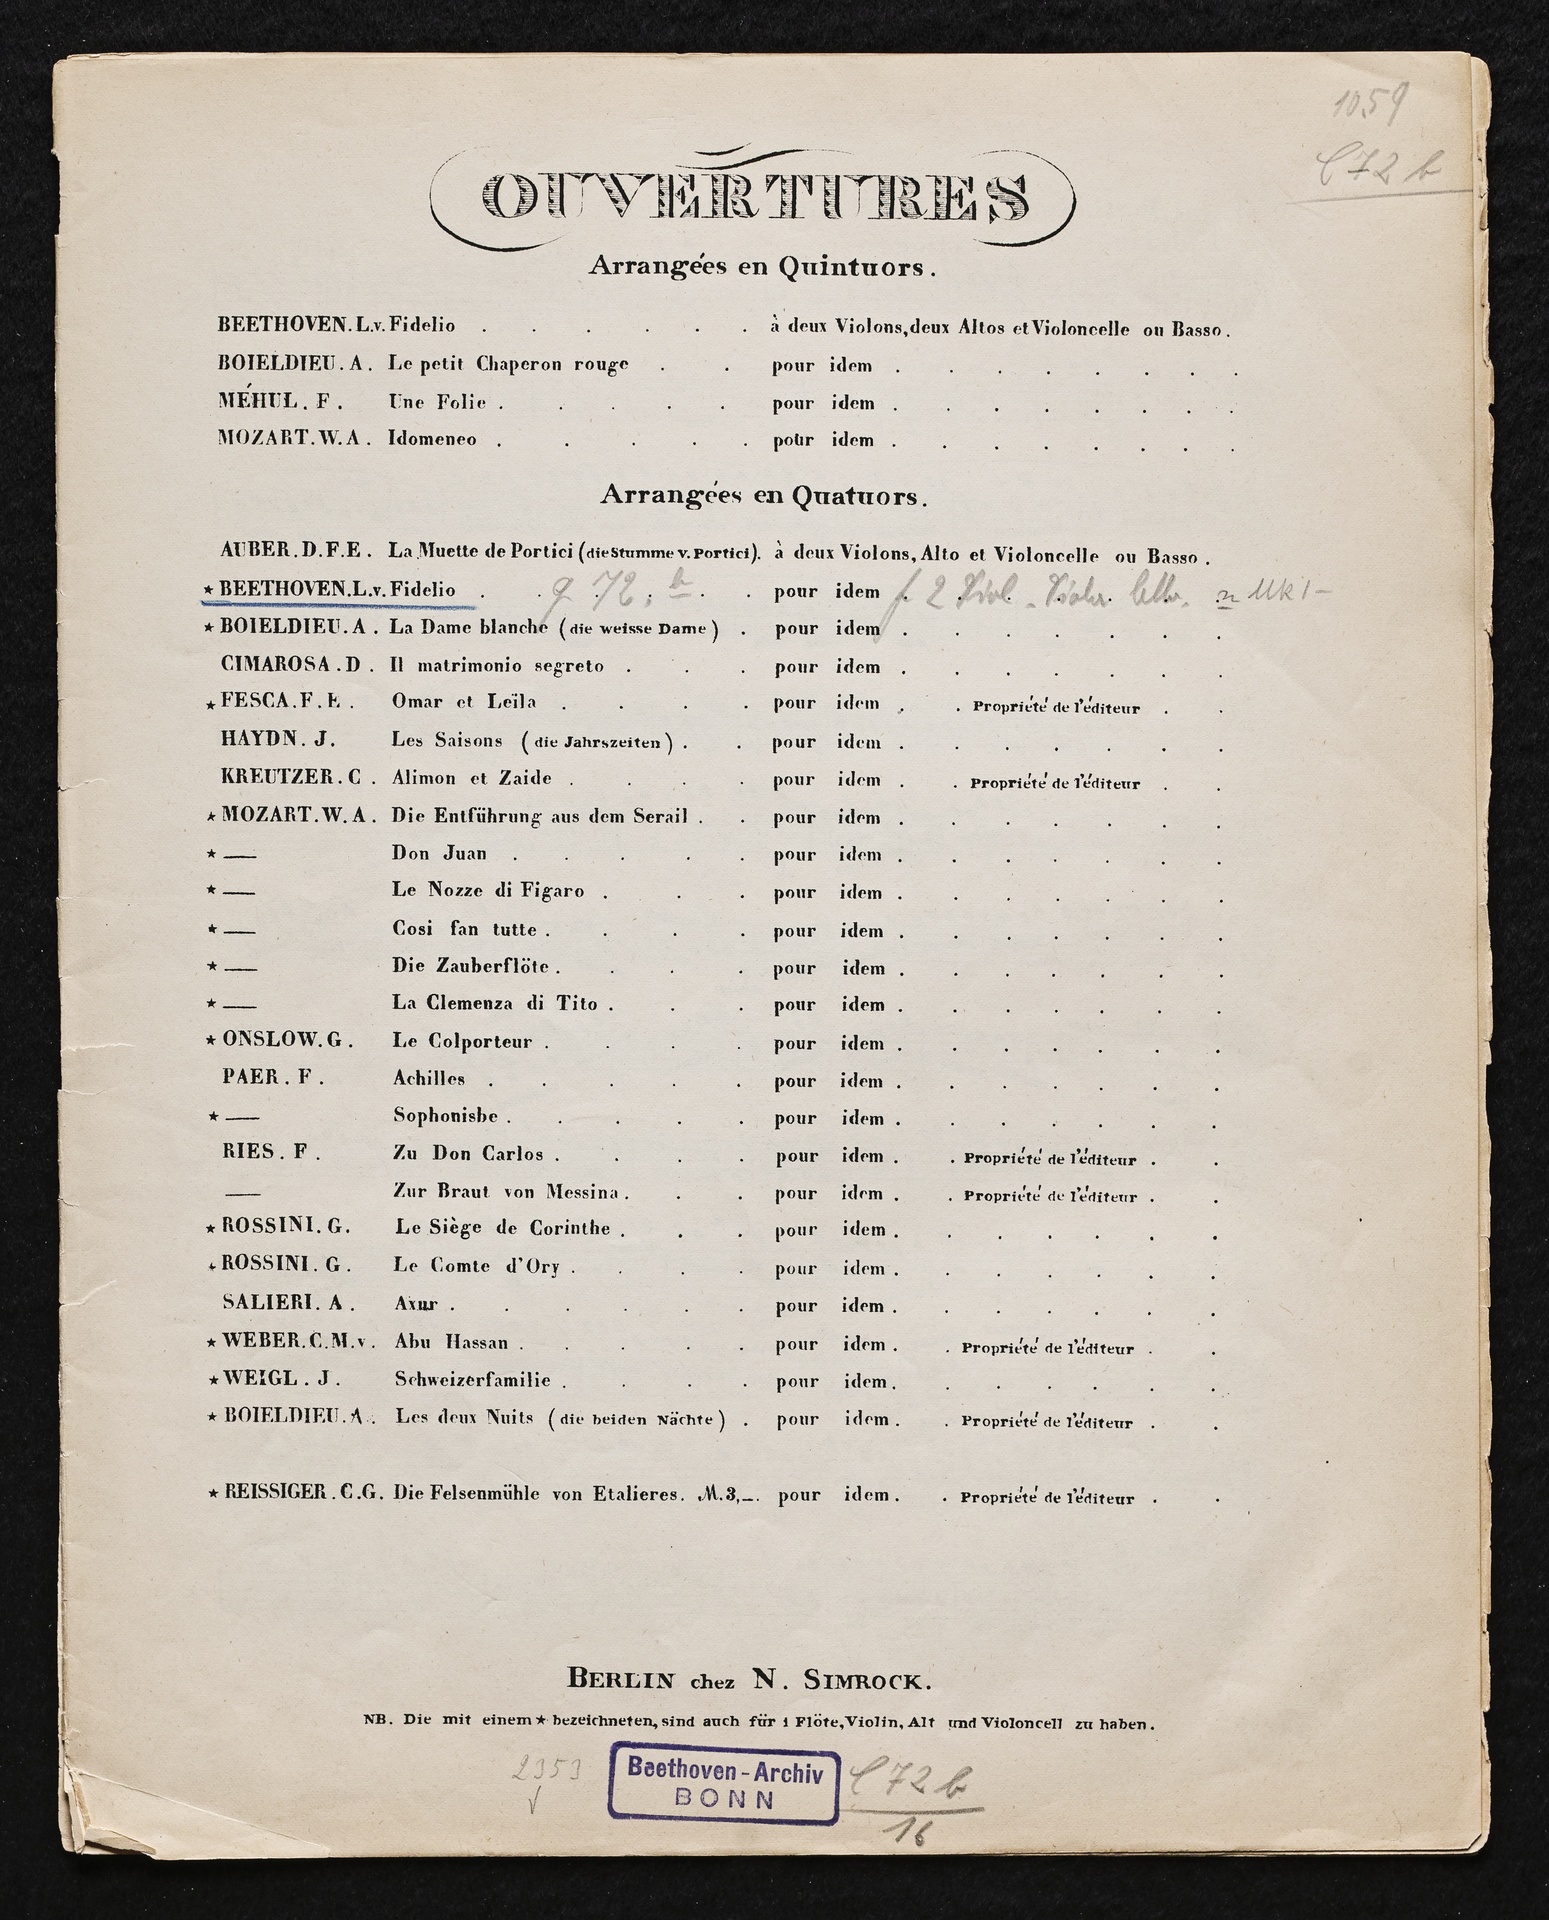 1059
C 72 b
OUVERTURES
Arrangées en Quintuors.
BEETHOVEN. L.v. Fidelio . . . . . . à deux Violons, deux Altos et Violoncelle ou Basso.
BOIELDIEU. A. Le petit Chaperon rouge . . pour idem . . . . . . . .
MÉHUL. F. Une Folie . . . . . pour idem . . . . . . . .
MOZART. W. A. Idomeneo . . . . . pour idem . . . . . . . .
Arrangées en Quatuors.
AUBER. D.F.E. La Muette de Portici (die Stumme v. Portici). à deux Violons, Alto et Violoncelle ou Basso.
★ BEETHOVEN. L.v. Fidelio . . 72. b . . pour idem f. 2 Viol. Viola
★ BOIELDIEU. A. La Dame blanche (die weisse Dame) . pour idem . . . . . . .
CIMAROSA. D. Il matrimonio segreto . . . pour idem . . . . . . .
★ FESCA. F. E. Omar et Leïla . . . . pour idem . . Propriété de l'éditeur . .
HAYDN. J. Les Saisons (die Jahrszeiten) . . pour idem . . . . . . .
KREUTZER. C. Alimon et Zaide . . . . pour idem . . Propriété de l'éditeur . .
★ MOZART. W. A. Die Entführung aus dem Serail . . pour idem . . . . . . .
★ — Don Juan . . . . . pour idem . . . . . . .
★ — Le Nozze di Figaro . . . pour idem . . . . . . .
★ — Cosi fan tutte . . . . pour idem . . . . . . .
★ — Die Zauberflöte . . . . pour idem . . . . . . .
★ — La Clemenza di Tito . . . pour idem . . . . . . .
★ ONSLOW. G. Le Colporteur . . . . pour idem . . . . . . .
PAER. F. Achilles . . . . . pour idem . . . . . . .
★ — Sophonisbe . . . . . pour idem . . . . . . .
RIES. F. Zu Don Carlos . . . . pour idem . . Propriété de l'éditeur . .
— Zur Braut von Messina . . . pour idem . . Propriété de l'éditeur . .
★ ROSSINI. G. Le Siège de Corinthe . . . pour idem . . . . . . .
★ ROSSINI. G. Le Comte d'Ory . . . . pour idem . . . . . . .
SALIERI. A. Axur . . . . . . pour idem . . . . . . .
★ WEBER. C. M. v. Abu Hassan . . . . . pour idem . . Propriété de l'éditeur . .
★ WEIGL. J. Schweizerfamilie . . . . pour idem . . . . . . .
★ BOIELDIEU. A. Les deux Nuits (die beiden Nächte) . pour idem . . Propriété de l'éditeur . .
★ REISSIGER. C. G. Die Felsenmühle von Etalieres. M. 3,_. pour idem . . Propriété de l'éditeur . .
BERLIN chez N. SIMROCK.
NB. Die mit einem ★ bezeichneten, sind auch für 1 Flöte, Violin, Alt und Violoncell zu haben.
2353
Beethoven-Archiv
BONN
C 72 b
16